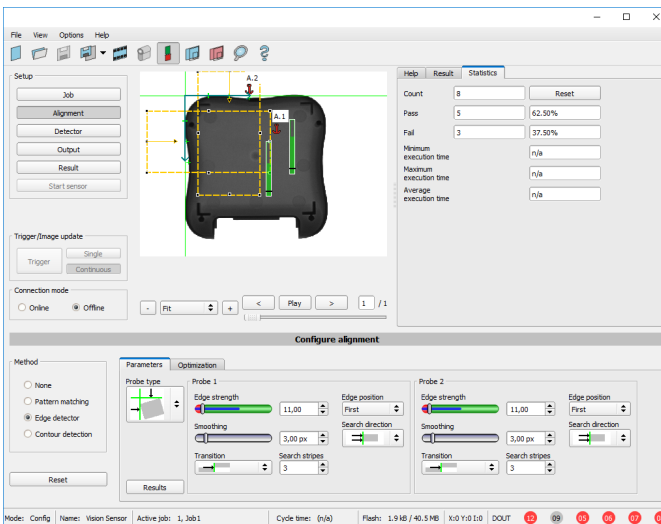 File View Options Help
Setup
Job
Alignment
Detector
Output
Result
Start sensor
Trigger/Image update
Trigger
Single
Continuous
Connection mode
Online Offline
A.2
A.1
- Fit + < Play > 1 / 1
Help Result Statistics
Count 8 Reset
Pass 5 62.50%
Fail 3 37.50%
Minimum
execution time n/a
Maximum
execution time n/a
Average
execution time n/a
Configure alignment
Method
None
Pattern matching
Edge detector
Contour detection
Reset
Parameters Optimization
Probe type
Results
Probe 1
Edge strength Edge position
11,00 First
Smoothing Search direction
3,00 px
Transition Search stripes
3
Probe 2
Edge strength Edge position
11,00 First
Smoothing Search direction
3,00 px
Transition Search stripes
3
Mode: Config Name: Vision Sensor Active job: 1, Job1 Cycle time: (n/a) Flash: 1.9 kB / 40.5 MB X:0 Y:0 I:0 DOUT 12 09 05 06 07